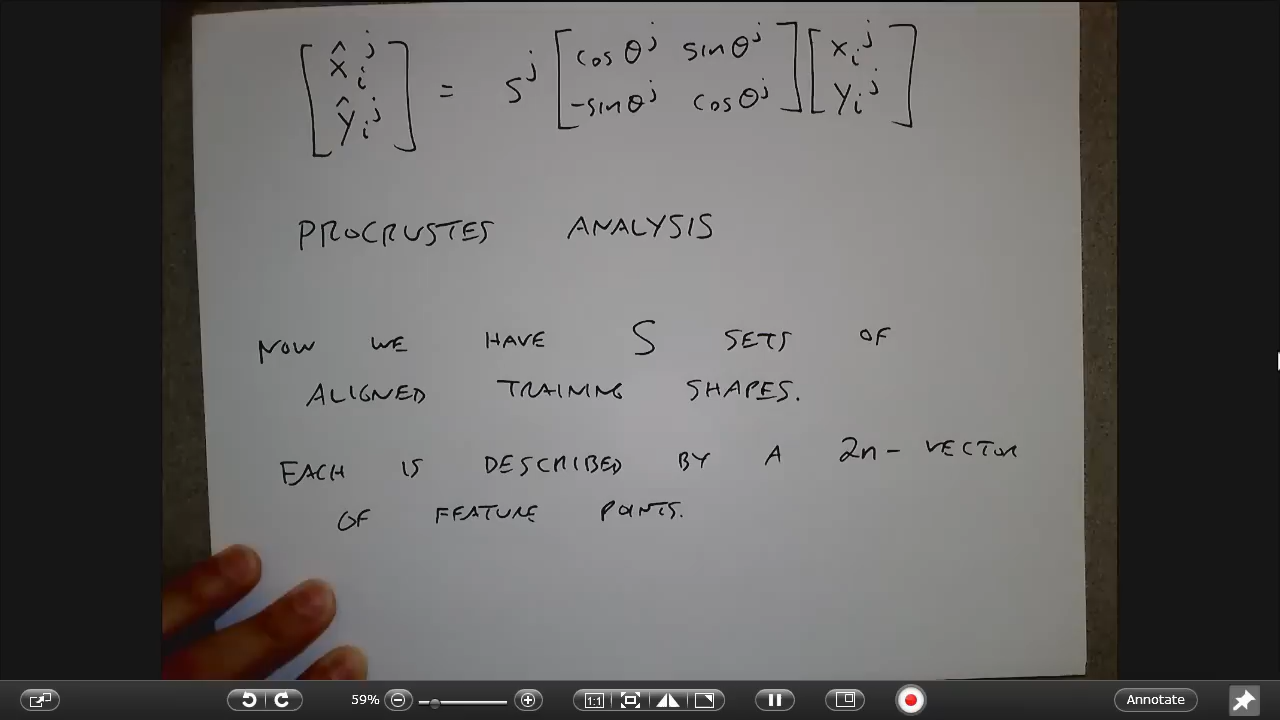 [x̂ᵢʲ ŷᵢʲ] = sʲ [cos θʲ sin θʲ -sin θʲ cos θʲ] [xᵢʲ yᵢʲ]
PROCRUSTES ANALYSIS
NOW WE HAVE S SETS OF
ALIGNED TRAINING SHAPES.
EACH IS DESCRIBED BY A 2n-VECTOR
OF FEATURE POINTS.
59% 1:1 Annotate